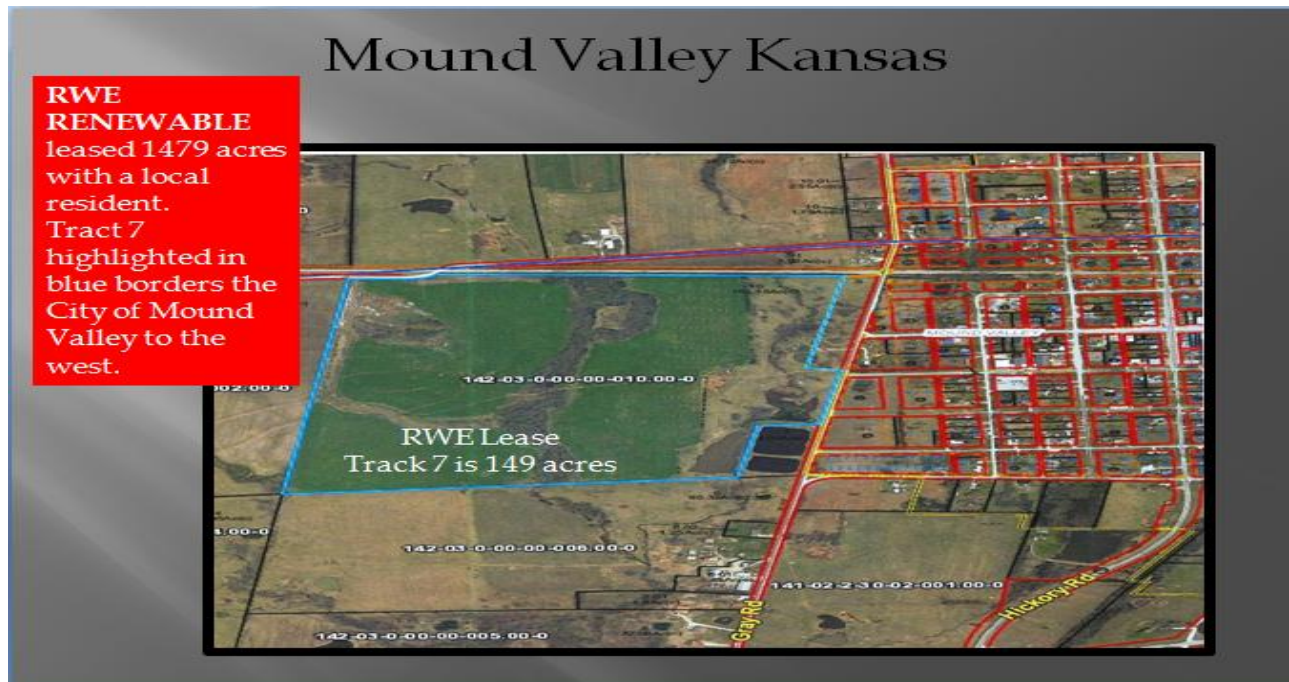 Mound Valley Kansas
RWE
RENEWABLE
leased 1479 acres
with a local
resident.
Tract 7
highlighted in
blue borders the
City of Mound
Valley to the
west.
MOUND VALLEY
142-03-0-00-00-010.00-0
RWE Lease
Track 7 is 149 acres
142-03-0-00-00-006.00-0
141-02-2-30-02-001.00-0
142-03-0-00-00-005.00-0
Gray Rd
Hickory Rd